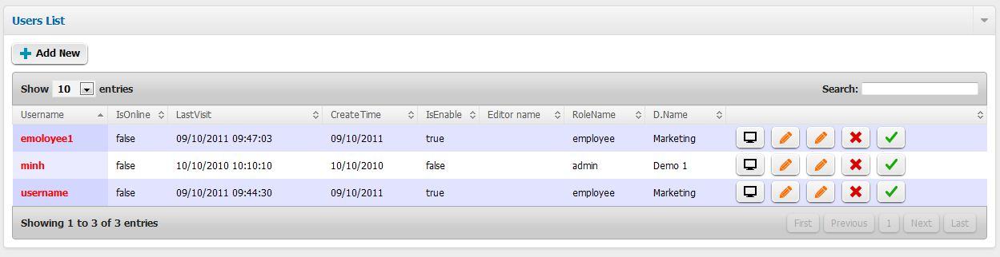 Users List
Add New
Show 10 entries Search:
Username IsOnline LastVisit CreateTime IsEnable Editor name RoleName D.Name
emoloyee1 false 09/10/2011 09:47:03 09/10/2011 true employee Marketing
minh false 10/10/2010 10:10:10 10/10/2010 false admin Demo 1
username false 09/10/2011 09:44:30 09/10/2011 true employee Marketing
Showing 1 to 3 of 3 entries First Previous 1 Next Last